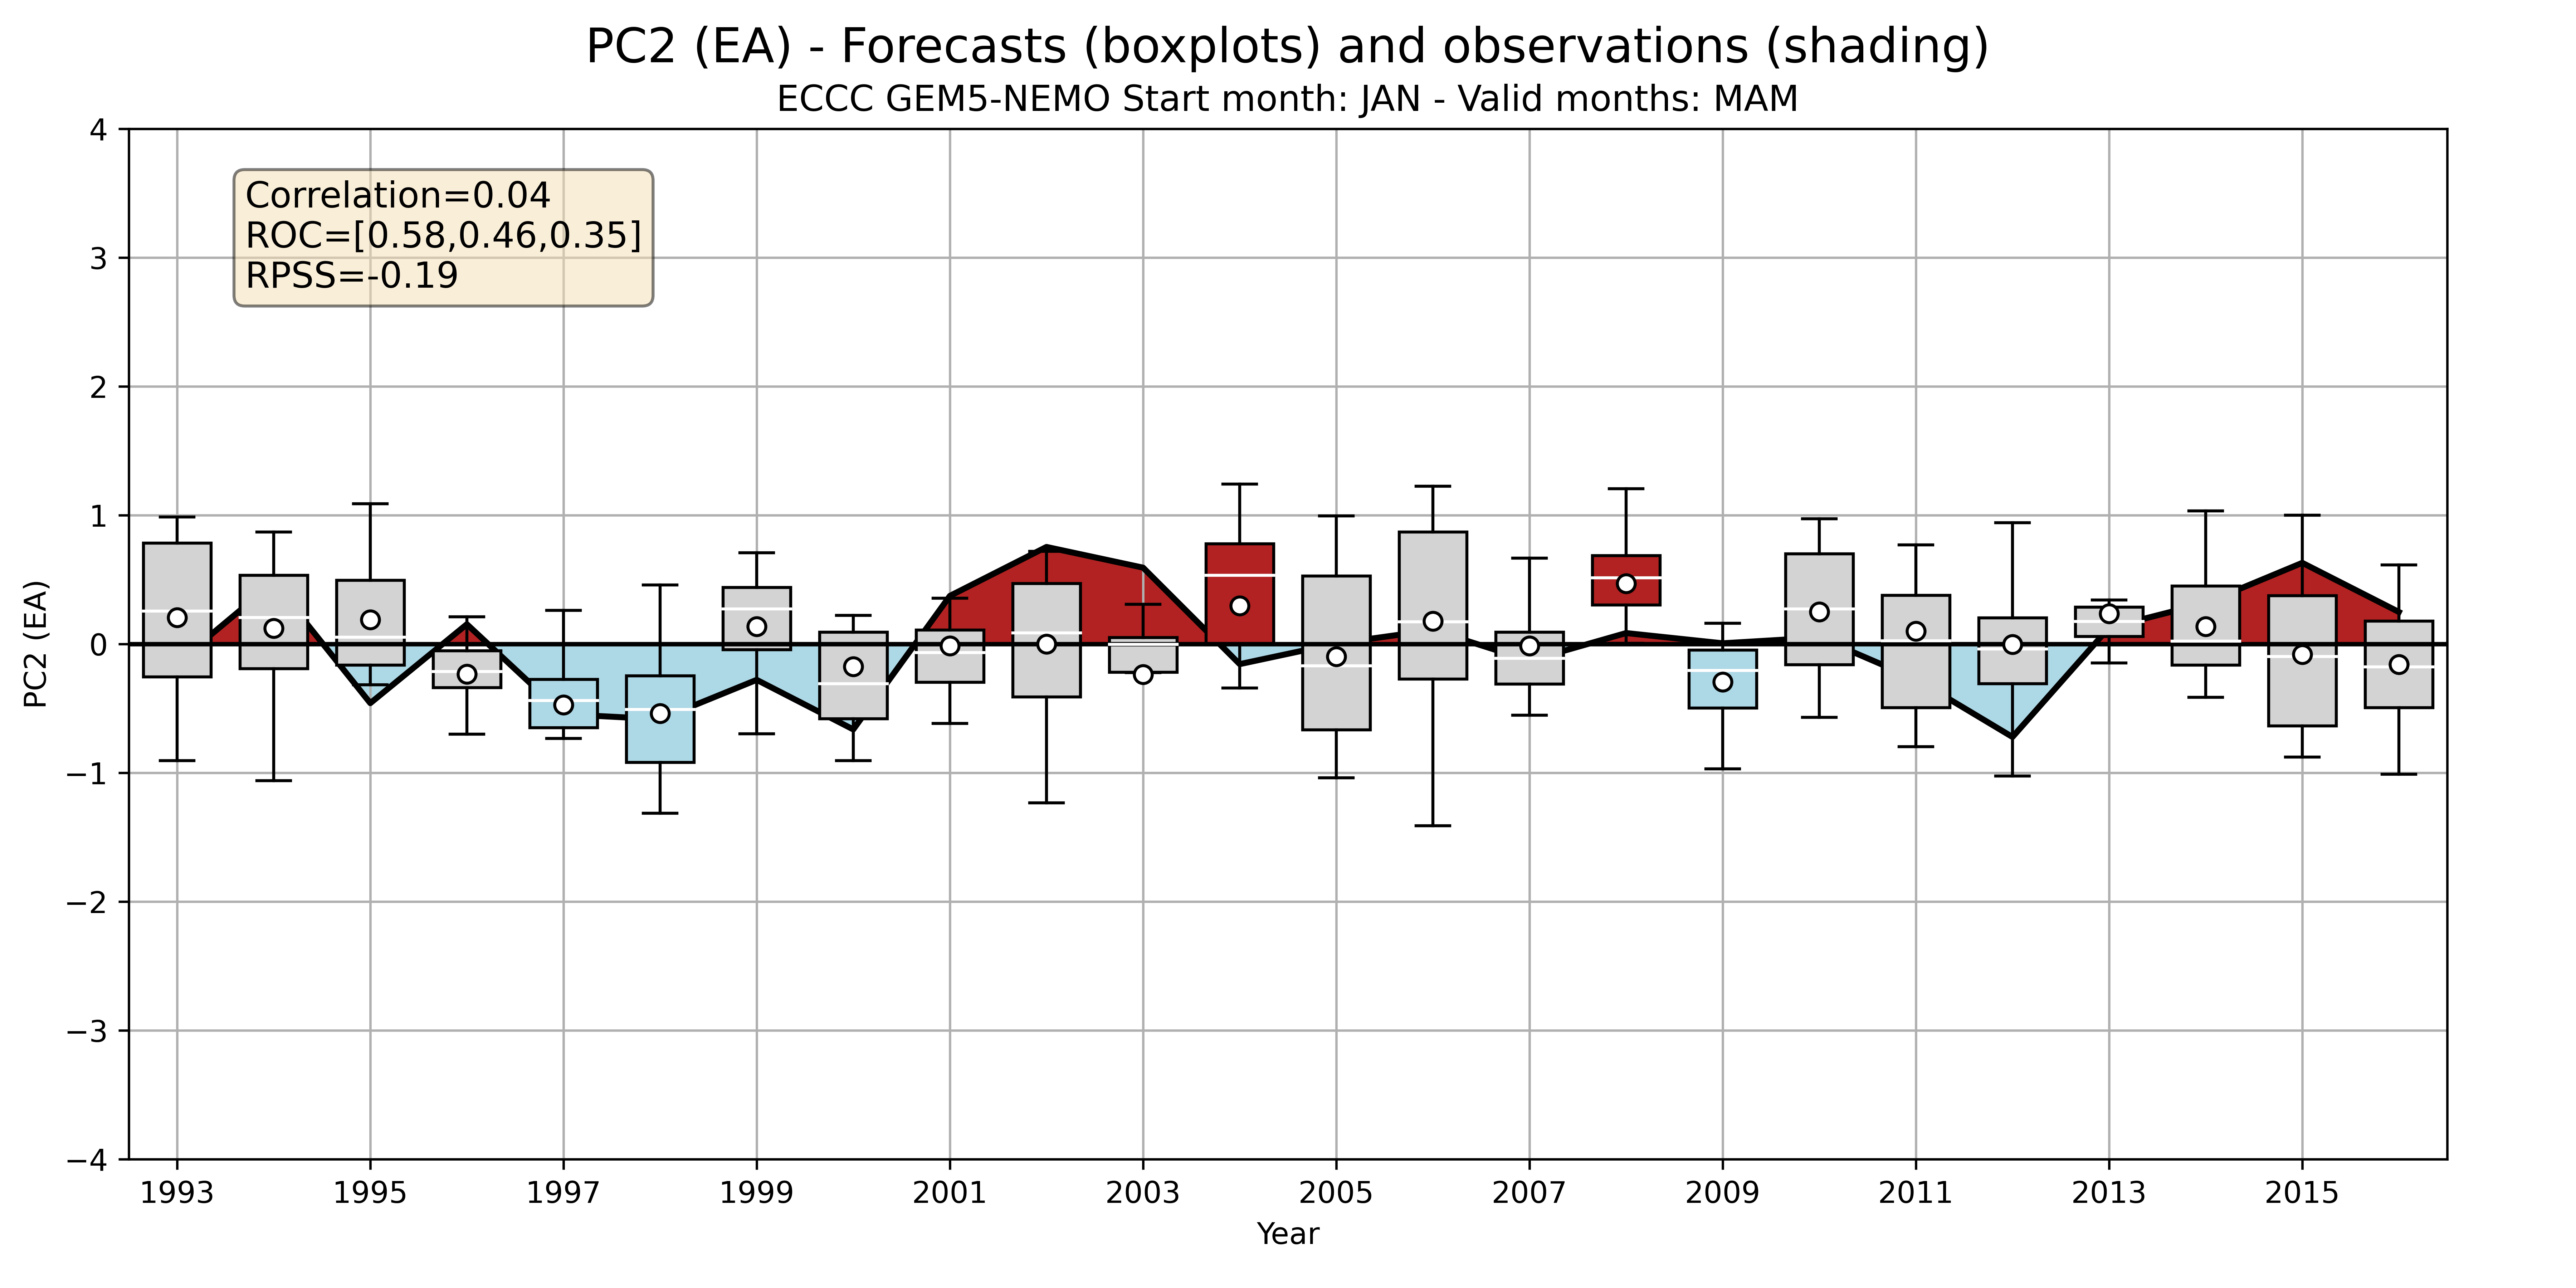 PC2 (EA) - Forecasts (boxplots) and observations (shading)
ECCC GEM5-NEMO Start month: JAN - Valid months: MAM
Correlation=0.04
ROC=[0.58,0.46,0.35]
RPSS=-0.19
PC2 (EA)
4
3
2
1
0
−1
−2
−3
−4
1993 1995 1997 1999 2001 2003 2005 2007 2009 2011 2013 2015
Year